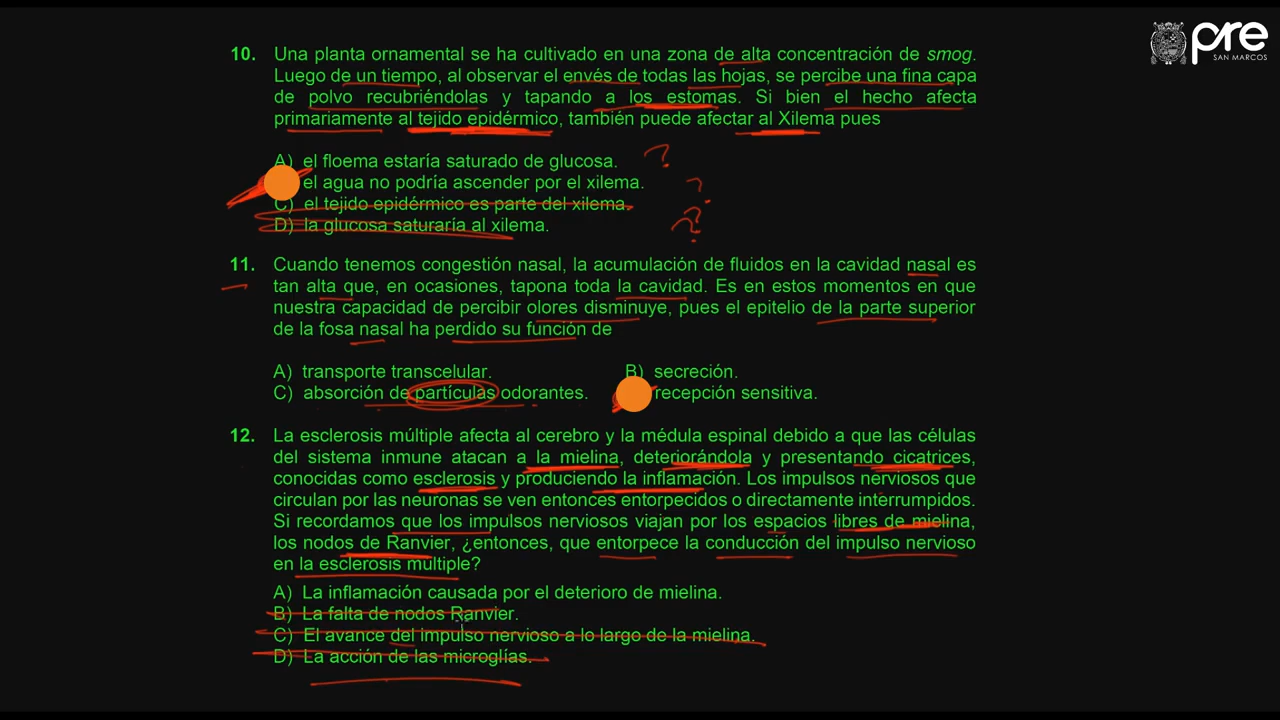 pre
SAN MARCOS
10. Una planta ornamental se ha cultivado en una zona de alta concentración de smog.
Luego de un tiempo, al observar el envés de todas las hojas, se percibe una fina capa
de polvo recubriéndolas y tapando a los estomas. Si bien el hecho afecta
primariamente al tejido epidérmico, también puede afectar al Xilema pues
A) el floema estaría saturado de glucosa. ?
el agua no podría ascender por el xilema. ?
C) el tejido epidérmico es parte del xilema. ?
D) la glucosa saturaría al xilema. ?
11. Cuando tenemos congestión nasal, la acumulación de fluidos en la cavidad nasal es
tan alta que, en ocasiones, tapona toda la cavidad. Es en estos momentos en que
nuestra capacidad de percibir olores disminuye, pues el epitelio de la parte superior
de la fosa nasal ha perdido su función de
A) transporte transcelular. B) secreción.
C) absorción de partículas odorantes. recepción sensitiva.
12. La esclerosis múltiple afecta al cerebro y la médula espinal debido a que las células
del sistema inmune atacan a la mielina, deteriorándola y presentando cicatrices,
conocidas como esclerosis y produciendo la inflamación. Los impulsos nerviosos que
circulan por las neuronas se ven entonces entorpecidos o directamente interrumpidos.
Si recordamos que los impulsos nerviosos viajan por los espacios libres de mielina,
los nodos de Ranvier, ¿entonces, que entorpece la conducción del impulso nervioso
en la esclerosis múltiple?
A) La inflamación causada por el deterioro de mielina.
B) La falta de nodos Ranvier.
C) El avance del impulso nervioso a lo largo de la mielina.
D) La acción de las microglías.